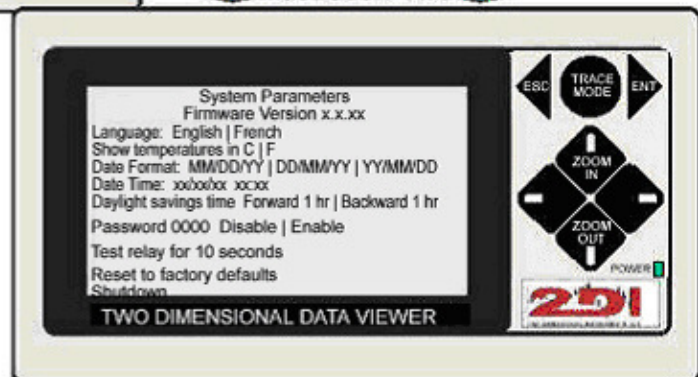 System Parameters
Firmware Version x.x.xx
Language: English | French
Show temperatures in C | F
Date Format: MM/DD/YY | DD/MM/YY | YY/MM/DD
Date Time: xx/xx/xx xx:xx
Daylight savings time Forward 1 hr | Backward 1 hr
Password 0000 Disable | Enable
Test relay for 10 seconds
Reset to factory defaults
Shutdown
TWO DIMENSIONAL DATA VIEWER
ESC
TRACE
MODE
ENT
ZOOM
IN
ZOOM
OUT
POWER
2DI